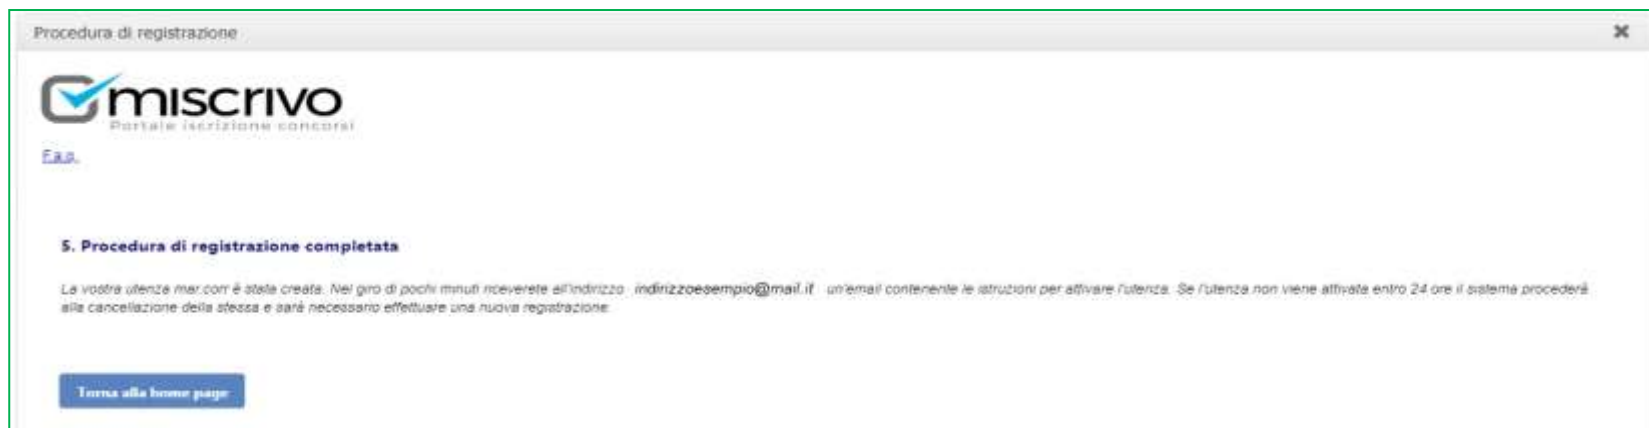 Procedura di registrazione
miscrivo
Portale iscrizione concorsi
F.a.q.
5. Procedura di registrazione completata
La vostra utenza mar.corr è stata creata. Nel giro di pochi minuti riceverete all'indirizzo indirizzoesempio@mail.it un'email contenente le istruzioni per attivare l'utenza. Se l'utenza non viene attivata entro 24 ore il sistema procederà
alla cancellazione della stessa e sarà necessario effettuare una nuova registrazione.
Torna alla home page